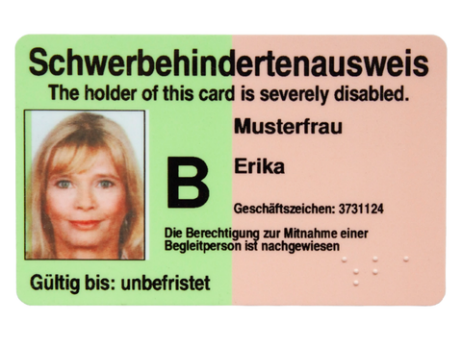 Schwerbehindertenausweis
The holder of this card is severely disabled.
Musterfrau
B
Erika
Geschäftszeichen: 3731124
Die Berechtigung zur Mitnahme einer
Begleitperson ist nachgewiesen
Gültig bis: unbefristet